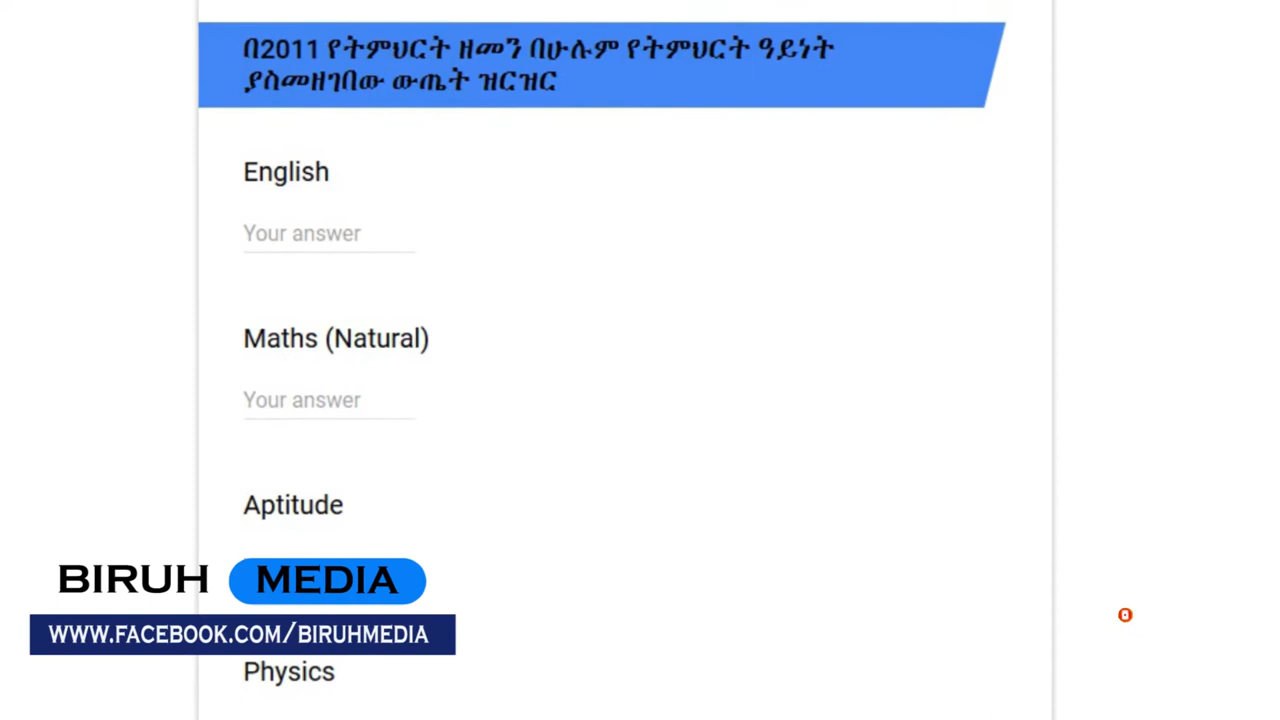 በ2011 የትምህርት ዘመን በሁሉም የትምህርት ዓይነት
ያስመዘገበው ውጤት ዝርዝር
English
Your answer
Maths (Natural)
Your answer
Aptitude
BIRUH MEDIA
WWW.FACEBOOK.COM/BIRUHMEDIA
Physics